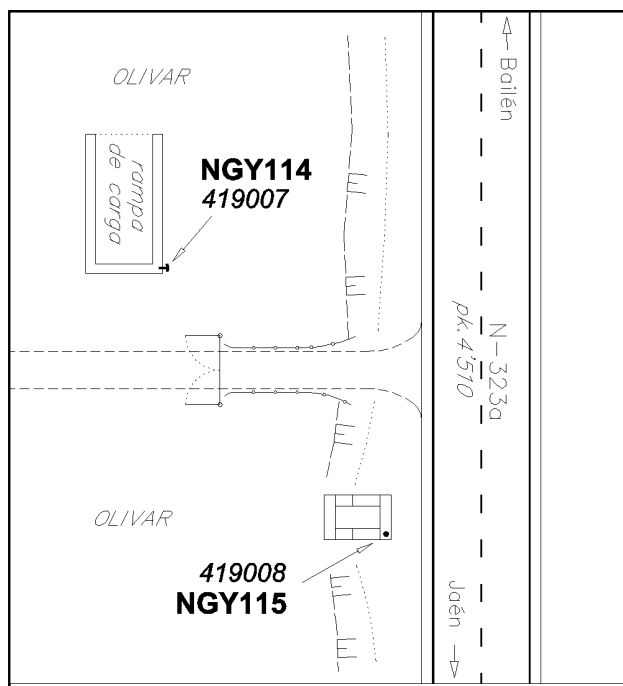 Bailén
OLIVAR
rampa
de carga
NGY114
419007
N-323a
pk.4'510
OLIVAR
419008
NGY115
Jaén